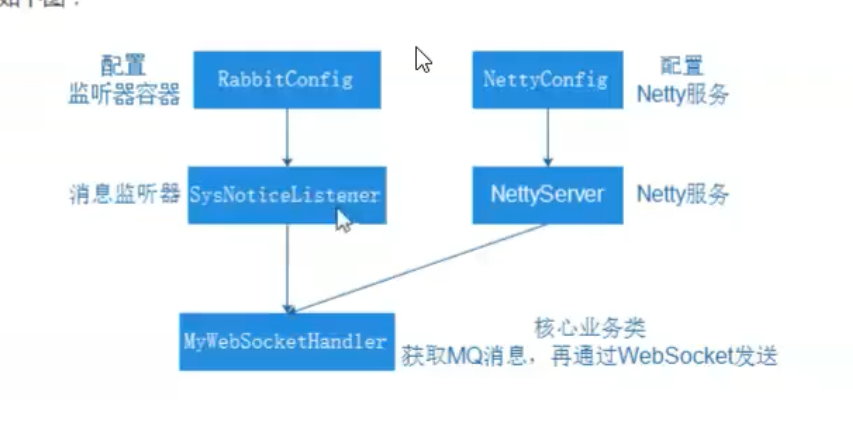 如下图：
配置
监听器容器
RabbitConfig
NettyConfig
配置
Netty服务
消息监听器
SysNoticeListener
NettyServer
Netty服务
MyWebSocketHandler
核心业务类
获取MQ消息，再通过WebSocket发送